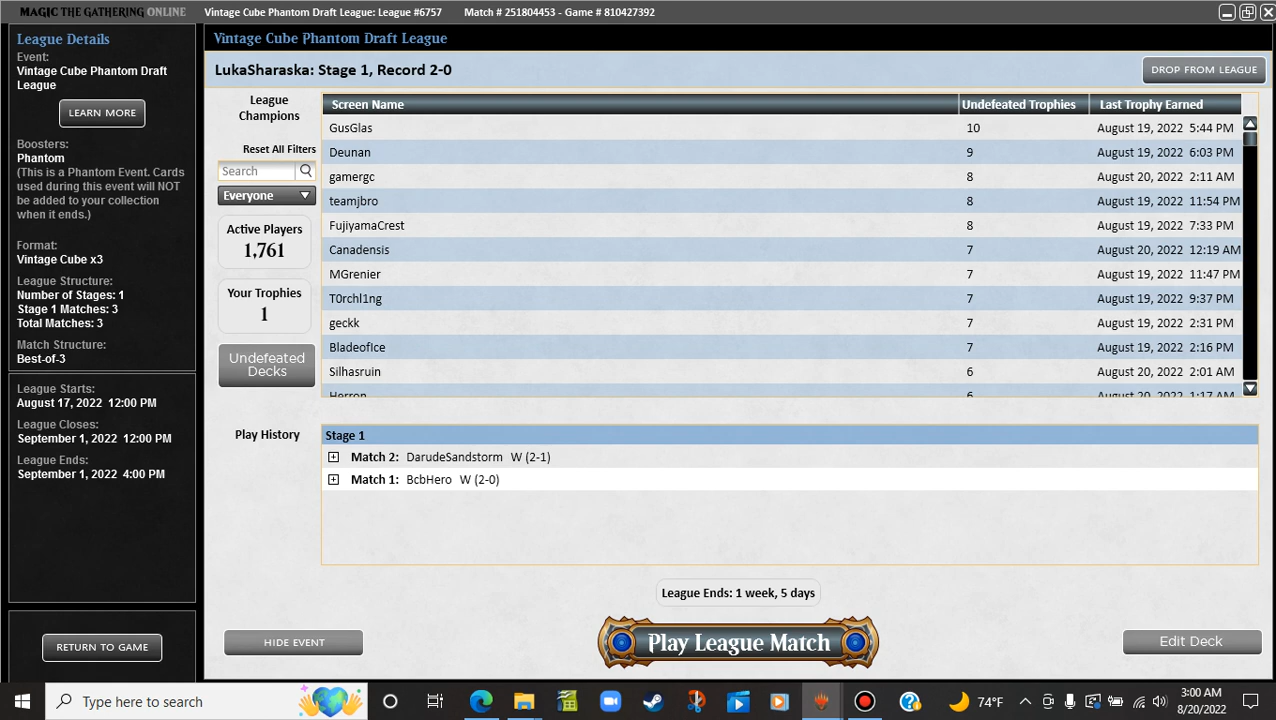 MAGIC THE GATHERING ONLINE
Vintage Cube Phantom Draft League: League #6757 Match # 251804453 - Game # 810427392
League Details
Event:
Vintage Cube Phantom Draft
League
LEARN MORE
Boosters:
Phantom
(This is a Phantom Event. Cards
used during this event will NOT
be added to your collection
when it ends.)
Format:
Vintage Cube x3
League Structure:
Number of Stages: 1
Stage 1 Matches: 3
Total Matches: 3
Match Structure:
Best-of-3
League Starts:
August 17, 2022 12:00 PM
League Closes:
September 1, 2022 12:00 PM
League Ends:
September 1, 2022 4:00 PM
RETURN TO GAME
Vintage Cube Phantom Draft League
LukaSharaska: Stage 1, Record 2-0
DROP FROM LEAGUE
League
Champions
Reset All Filters
Search
Everyone
Active Players
1,761
Your Trophies
1
Undefeated
Decks
Screen Name Undefeated Trophies Last Trophy Earned
GusGlas 10 August 19, 2022 5:44 PM
Deunan 9 August 19, 2022 6:03 PM
gamergc 8 August 20, 2022 2:11 AM
teamjbro 8 August 19, 2022 11:54 PM
FujiyamaCrest 8 August 19, 2022 7:33 PM
Canadensis 7 August 20, 2022 12:19 AM
MGrenier 7 August 19, 2022 11:47 PM
T0rchl1ng 7 August 19, 2022 9:37 PM
geckk 7 August 19, 2022 2:31 PM
BladeofIce 7 August 19, 2022 2:16 PM
Silhasruin 6 August 20, 2022 2:01 AM
Herron 6 August 20, 2022 1:17 AM
Play History
Stage 1
Match 2: DarudeSandstorm W (2-1)
Match 1: BcbHero W (2-0)
League Ends: 1 week, 5 days
HIDE EVENT
Play League Match
Edit Deck
Type here to search
74°F
3:00 AM
8/20/2022